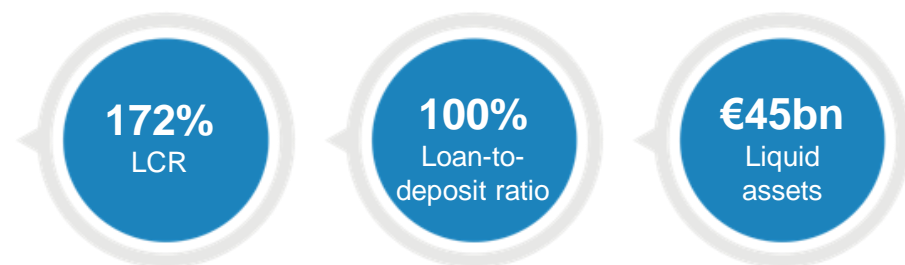 172%
LCR
100%
Loan-to-
deposit ratio
€45bn
Liquid
assets